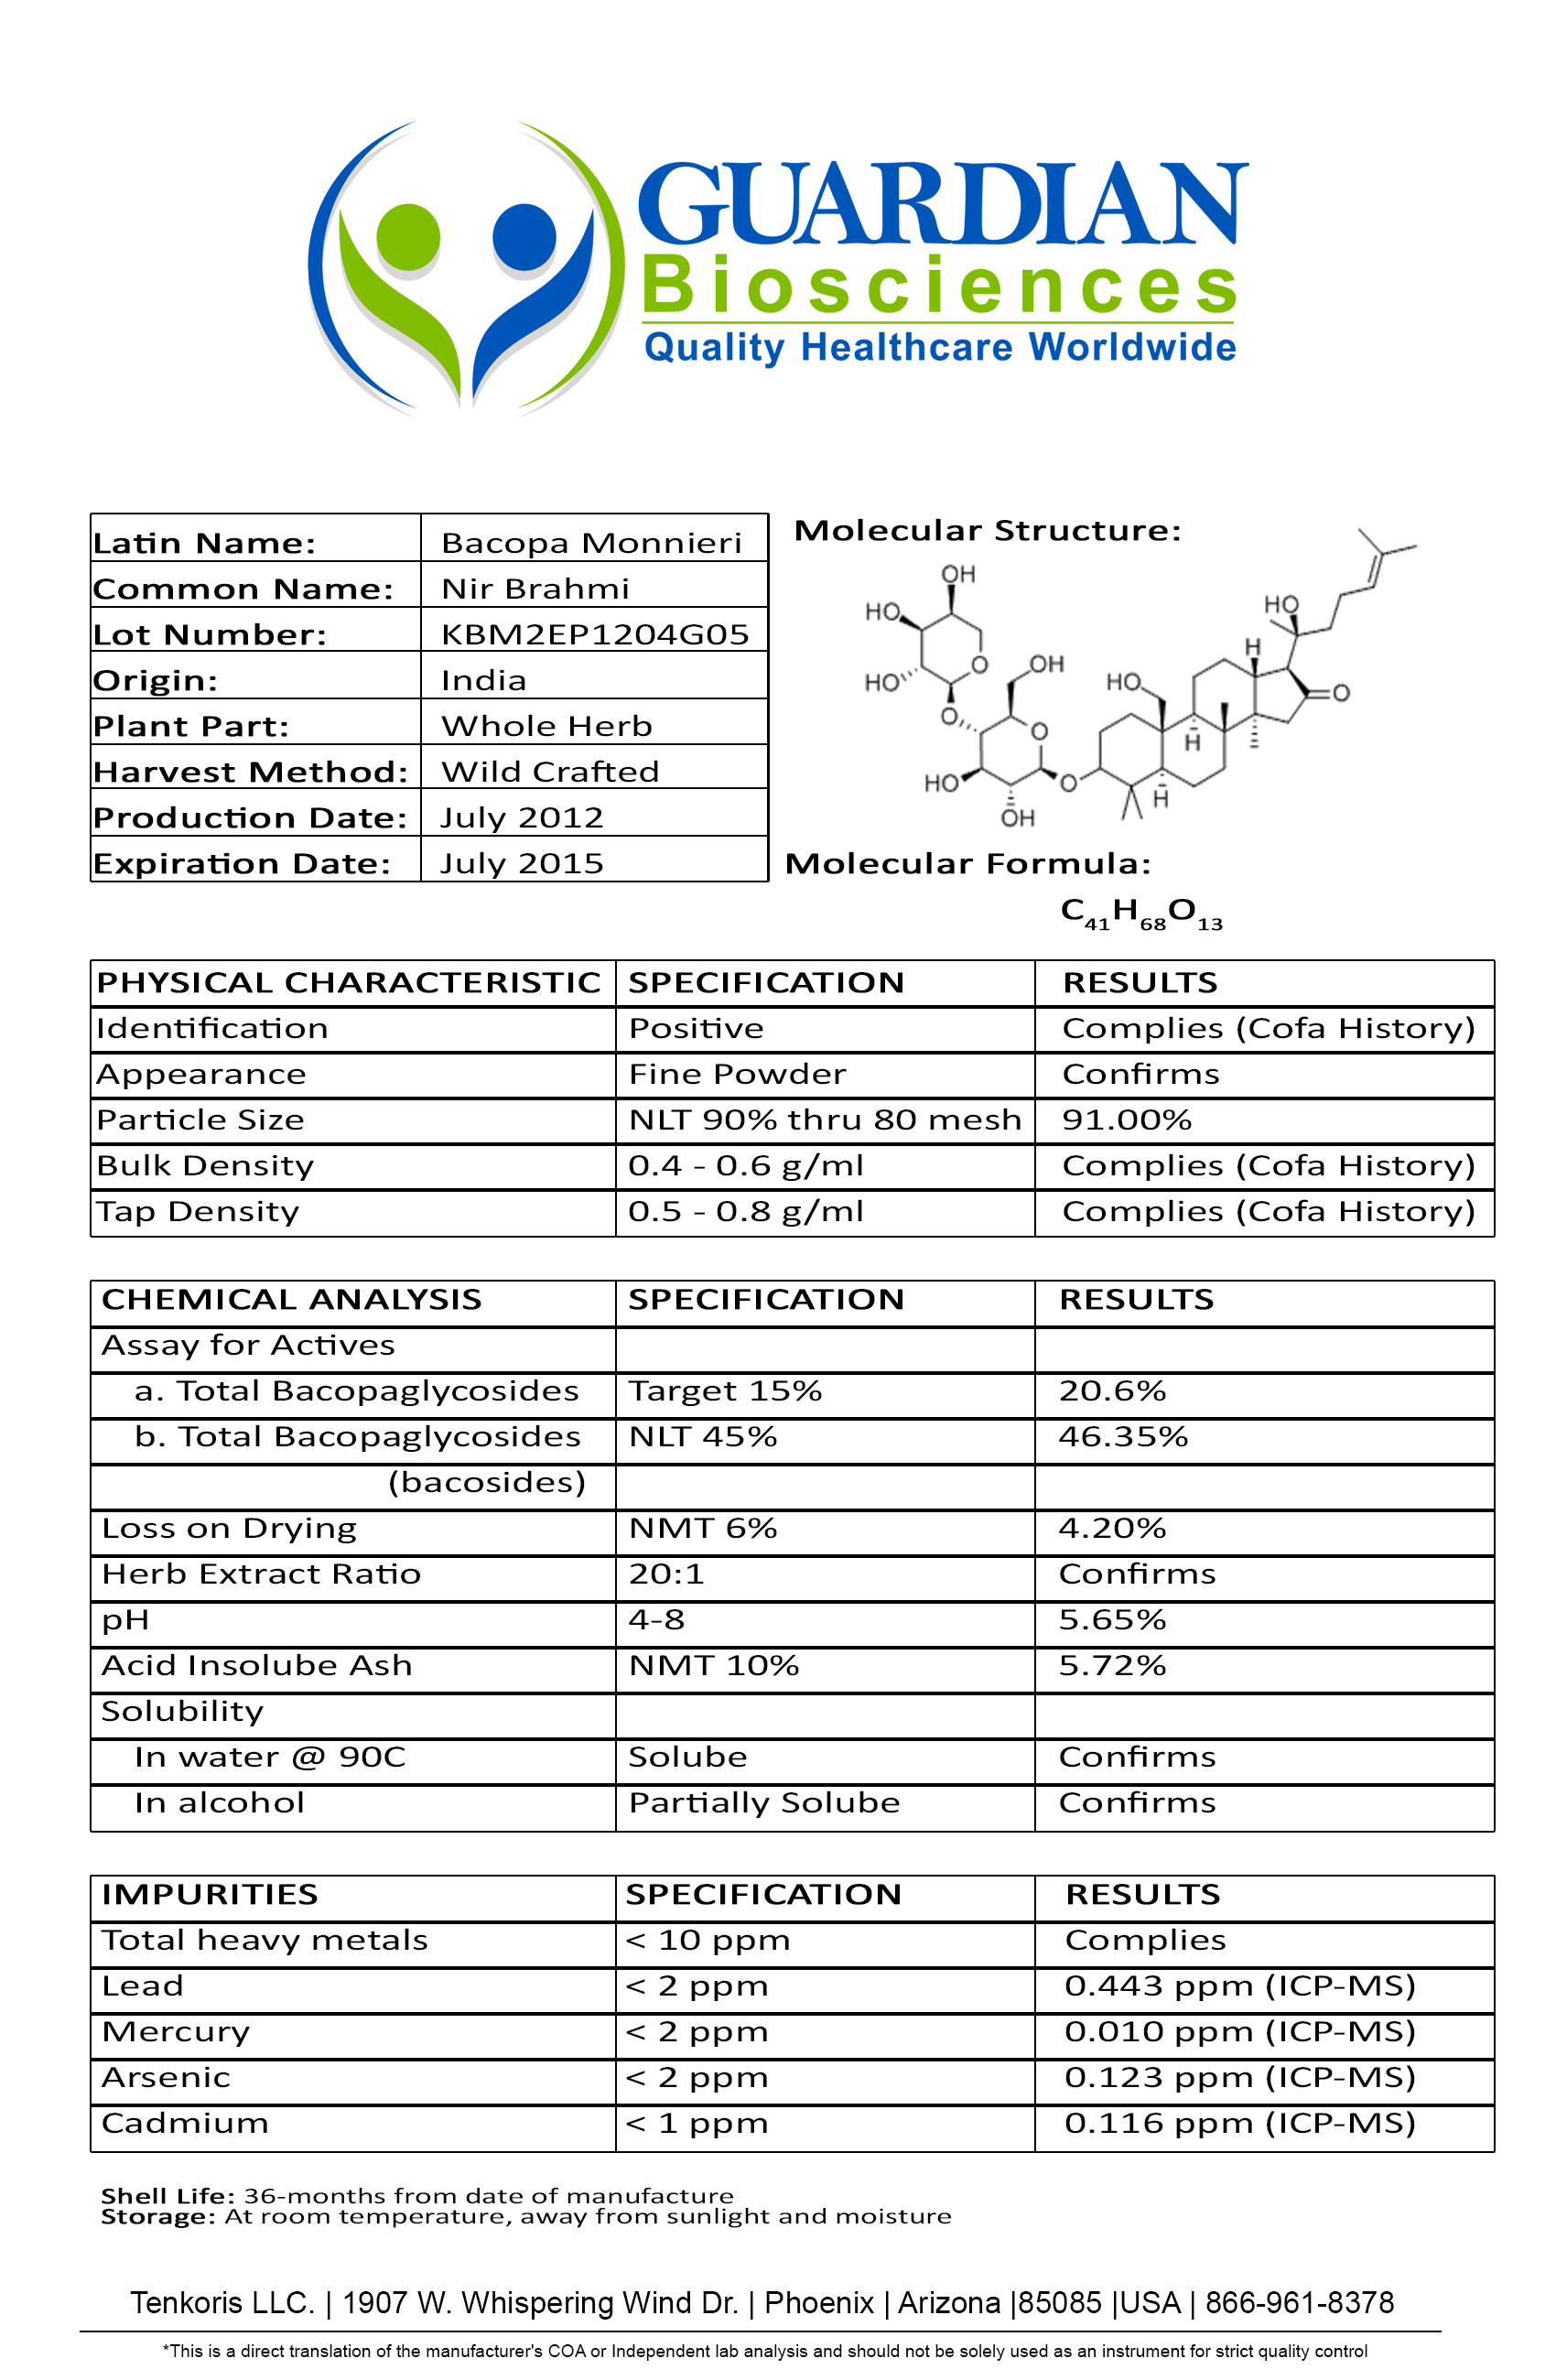 GUARDIAN
Biosciences
Quality Healthcare Worldwide
Latin Name: Bacopa Monnieri
Common Name: Nir Brahmi
Lot Number: KBM2EP1204G05
Origin: India
Plant Part: Whole Herb
Harvest Method: Wild Crafted
Production Date: July 2012
Expiration Date: July 2015
Molecular Structure:
OH
HO
HO
O
OH
O
O
HO
OH
O
HO
H
H
H
HO
O
Molecular Formula:
C41H68O13
PHYSICAL CHARACTERISTIC SPECIFICATION RESULTS
Identification Positive Complies (Cofa History)
Appearance Fine Powder Confirms
Particle Size NLT 90% thru 80 mesh 91.00%
Bulk Density 0.4 - 0.6 g/ml Complies (Cofa History)
Tap Density 0.5 - 0.8 g/ml Complies (Cofa History)
CHEMICAL ANALYSIS SPECIFICATION RESULTS
Assay for Actives
a. Total Bacopaglycosides Target 15% 20.6%
b. Total Bacopaglycosides NLT 45% 46.35%
(bacosides)
Loss on Drying NMT 6% 4.20%
Herb Extract Ratio 20:1 Confirms
pH 4-8 5.65%
Acid Insolube Ash NMT 10% 5.72%
Solubility
In water @ 90C Solube Confirms
In alcohol Partially Solube Confirms
IMPURITIES SPECIFICATION RESULTS
Total heavy metals < 10 ppm Complies
Lead < 2 ppm 0.443 ppm (ICP-MS)
Mercury < 2 ppm 0.010 ppm (ICP-MS)
Arsenic < 2 ppm 0.123 ppm (ICP-MS)
Cadmium < 1 ppm 0.116 ppm (ICP-MS)
Shell Life: 36-months from date of manufacture
Storage: At room temperature, away from sunlight and moisture
Tenkoris LLC. | 1907 W. Whispering Wind Dr. | Phoenix | Arizona |85085 |USA | 866-961-8378
*This is a direct translation of the manufacturer's COA or Independent lab analysis and should not be solely used as an instrument for strict quality control